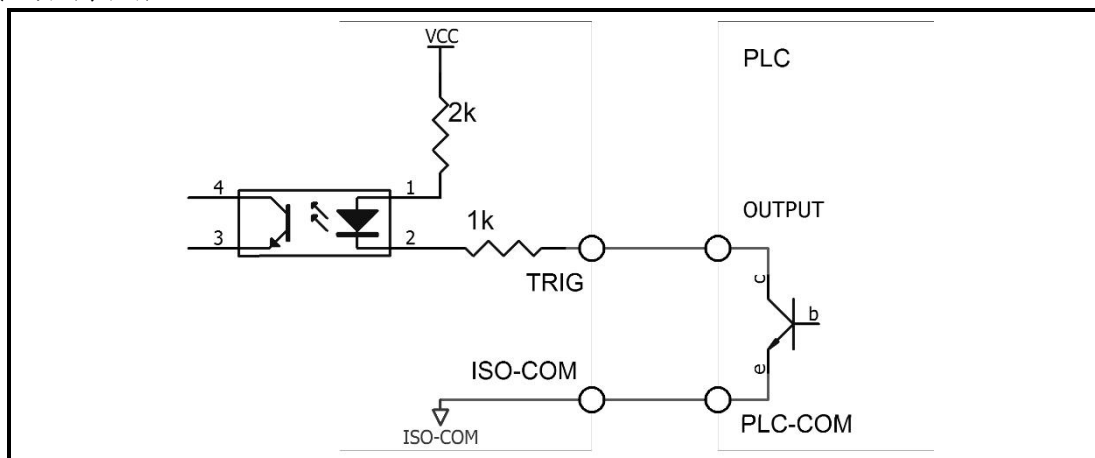 VCC
PLC
2k
4
1
OUTPUT
1k
3
2
TRIG
c
b
e
ISO-COM
PLC-COM
ISO-COM